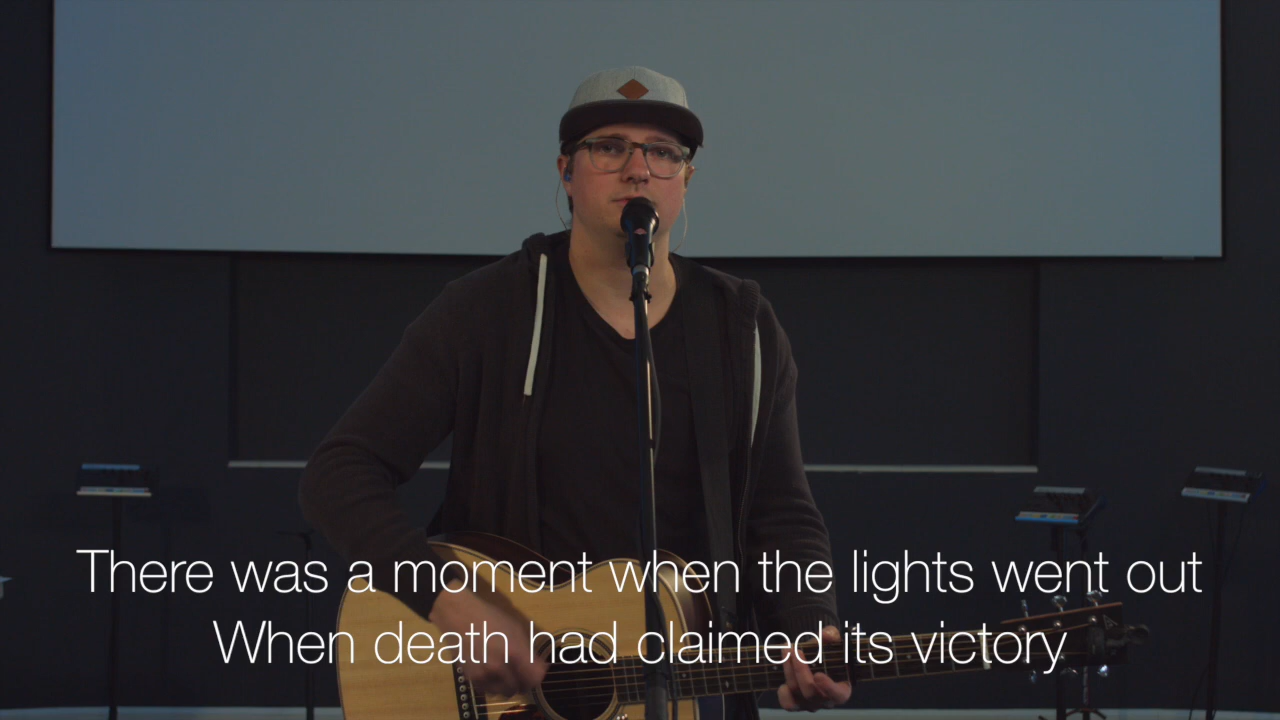 There was a moment when the lights went out
When death had claimed its victory